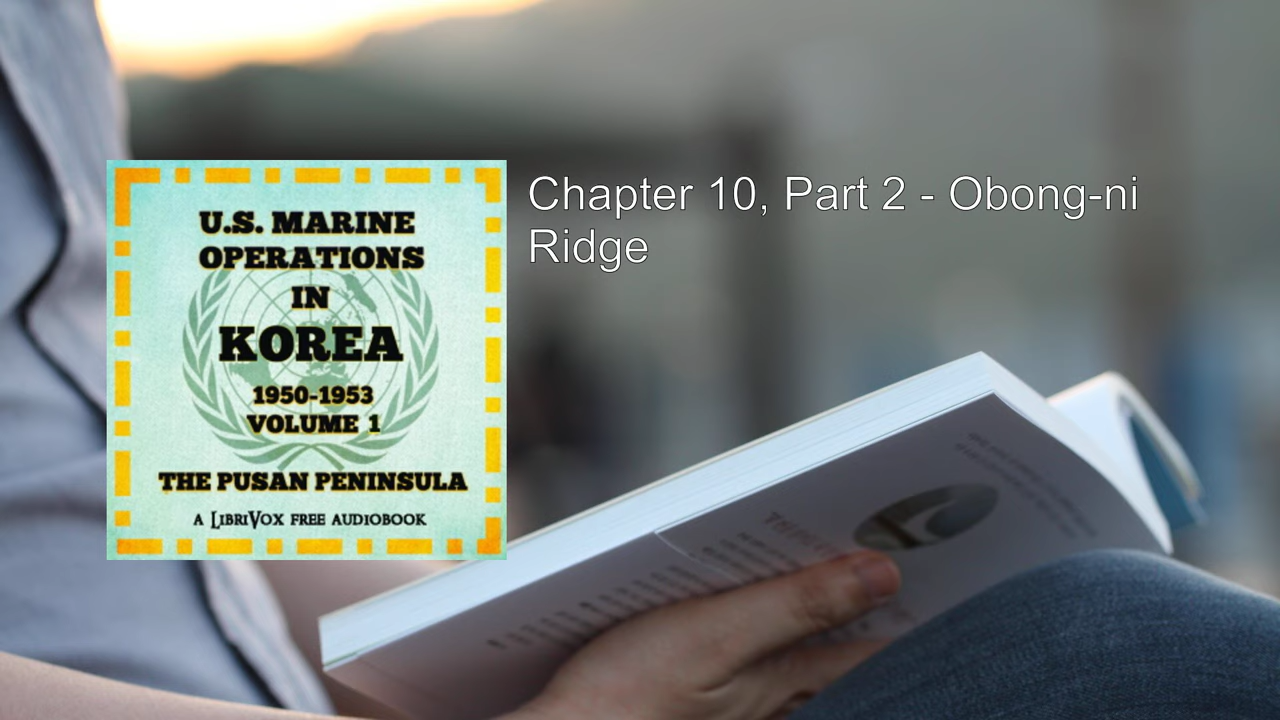 Chapter 10, Part 2 - Obong-ni
Ridge
U.S. MARINE
OPERATIONS
IN
KOREA
1950-1953
VOLUME 1
THE PUSAN PENINSULA
A LIBRIVOX FREE AUDIOBOOK